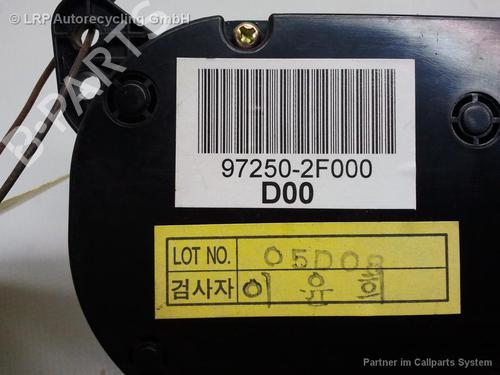 LRP Autorecycling GmbH
B-PARTS
97250-2F000
D00
LOT NO. 05D08
검사자 이 윤 희
Partner im Callparts System